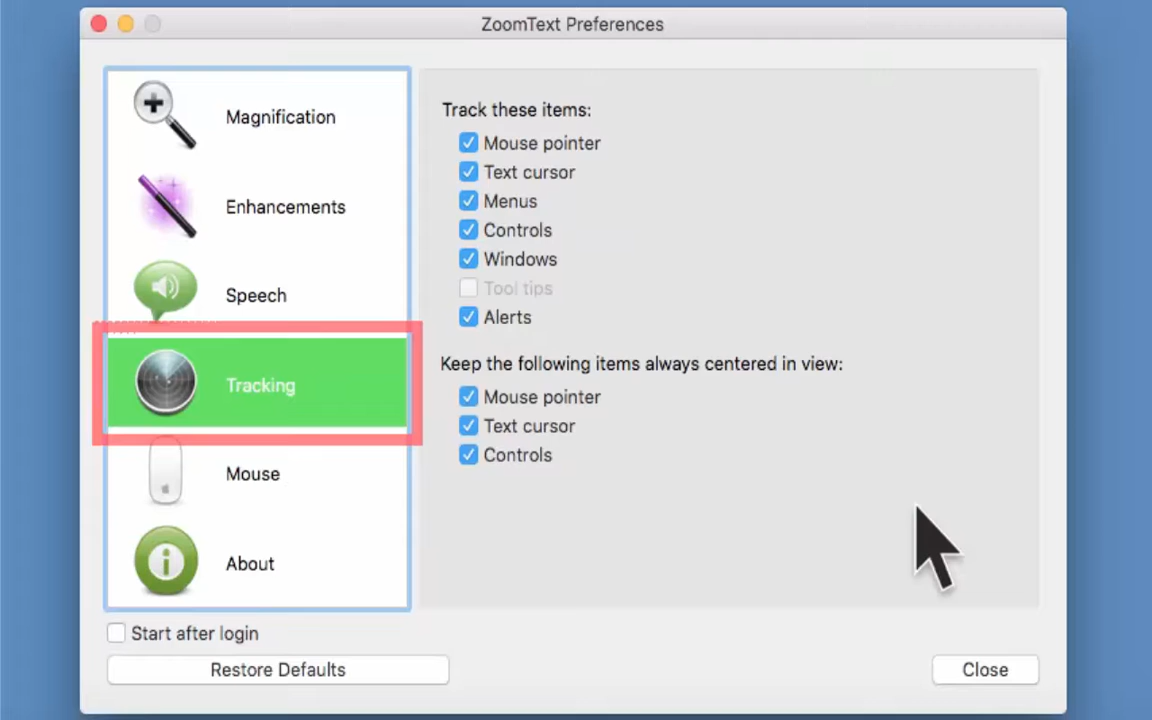 ZoomText Preferences
Magnification
Enhancements
Speech
Tracking
Mouse
About
Track these items:
Mouse pointer
Text cursor
Menus
Controls
Windows
Tool tips
Alerts
Keep the following items always centered in view:
Mouse pointer
Text cursor
Controls
Start after login
Restore Defaults
Close